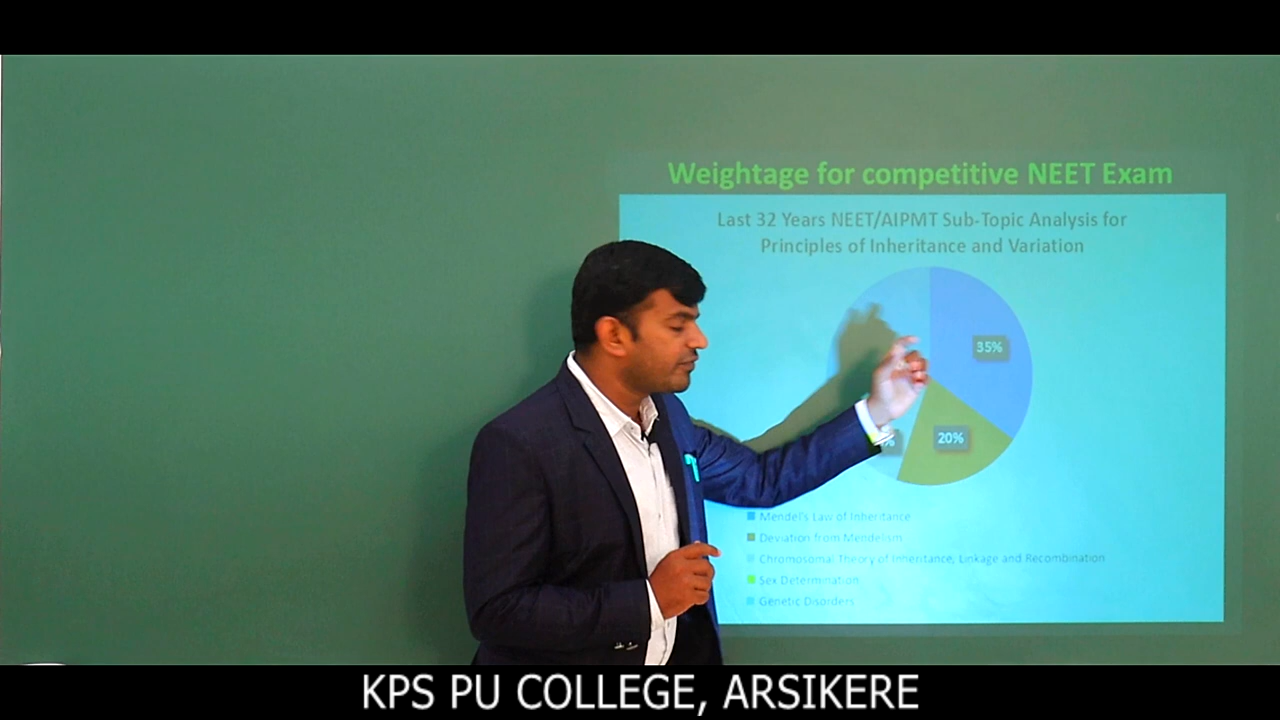 Weightage for competitive NEET Exam
Last 32 Years NEET/AIPMT Sub-Topic Analysis for
Principles of Inheritance and Variation
35%
20%
%
Mendel's Law of Inheritance
Deviation from Mendelism
Chromosomal Theory of Inheritance, Linkage and Recombination
Sex Determination
Genetic Disorders
KPS PU COLLEGE, ARSIKERE